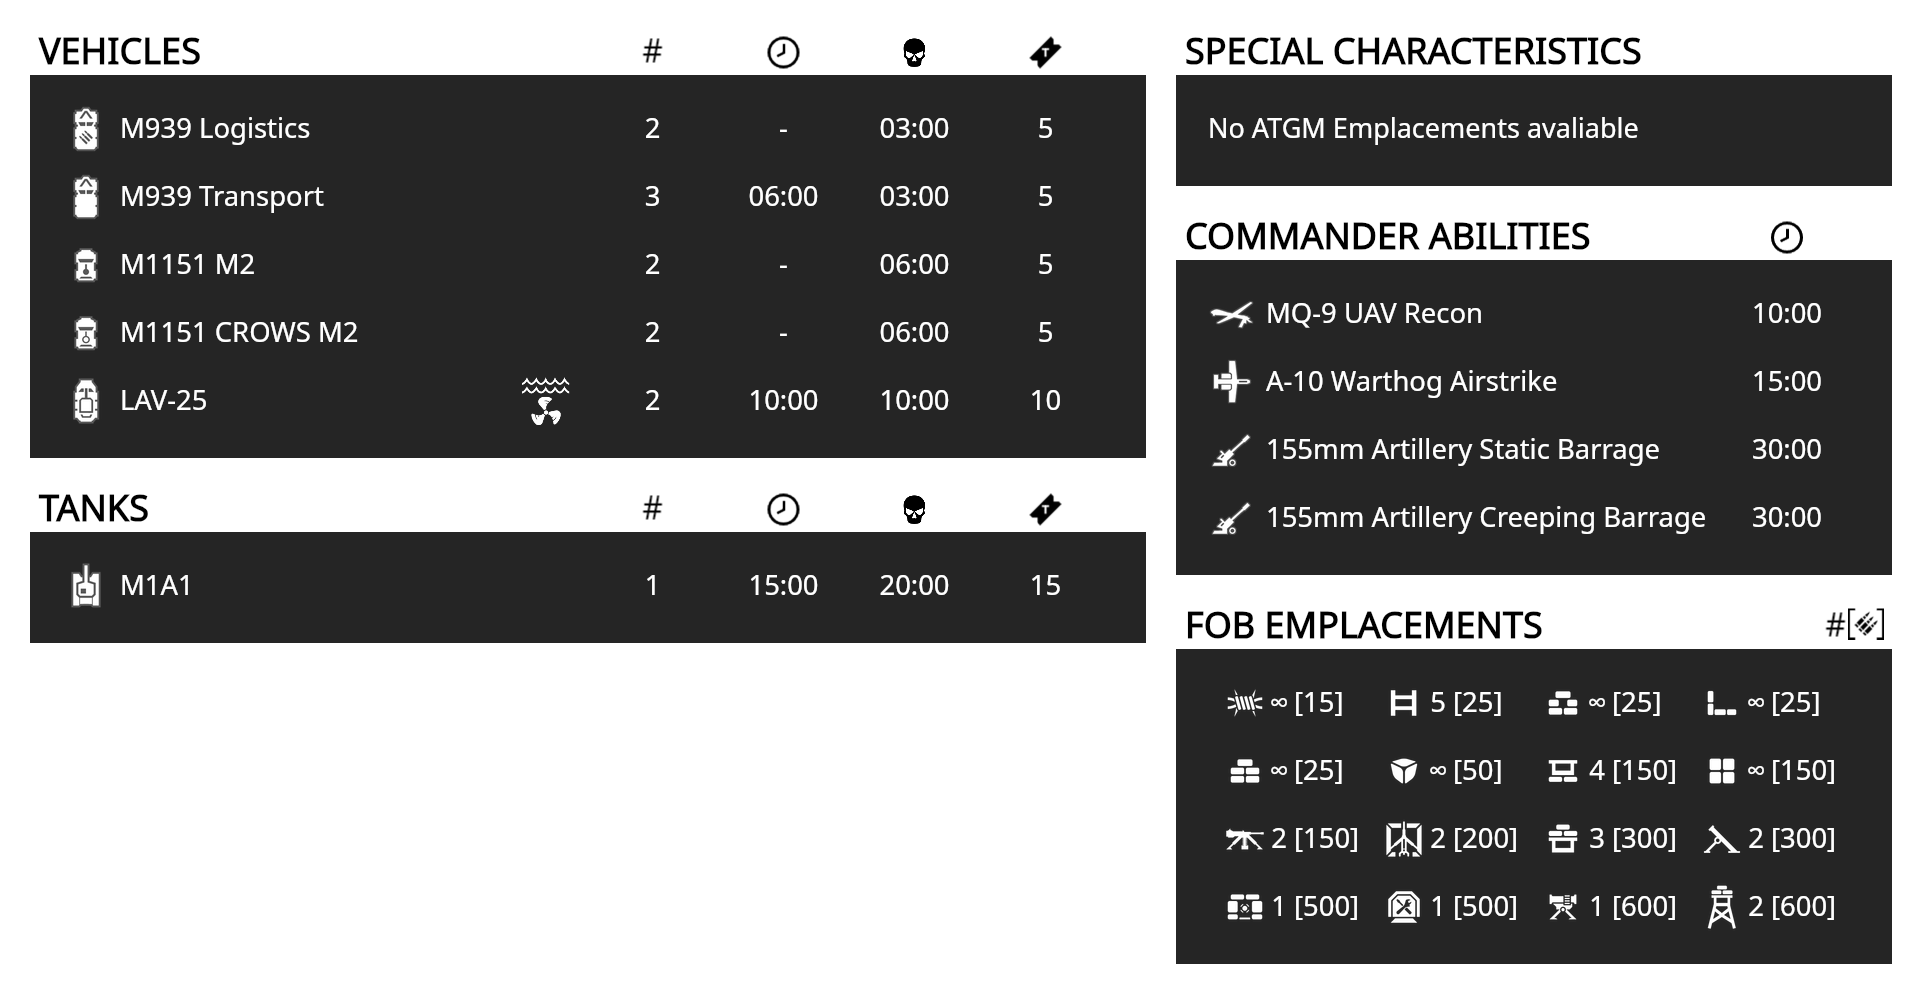 VEHICLES #
M939 Logistics 2 - 03:00 5
M939 Transport 3 06:00 03:00 5
M1151 M2 2 - 06:00 5
M1151 CROWS M2 2 - 06:00 5
LAV-25 2 10:00 10:00 10
TANKS #
M1A1 1 15:00 20:00 15
SPECIAL CHARACTERISTICS
No ATGM Emplacements avaliable
COMMANDER ABILITIES
MQ-9 UAV Recon 10:00
A-10 Warthog Airstrike 15:00
155mm Artillery Static Barrage 30:00
155mm Artillery Creeping Barrage 30:00
FOB EMPLACEMENTS #[]
∞ [15] 5 [25] ∞ [25] ∞ [25]
∞ [25] ∞ [50] 4 [150] ∞ [150]
2 [150] 2 [200] 3 [300] 2 [300]
1 [500] 1 [500] 1 [600] 2 [600]